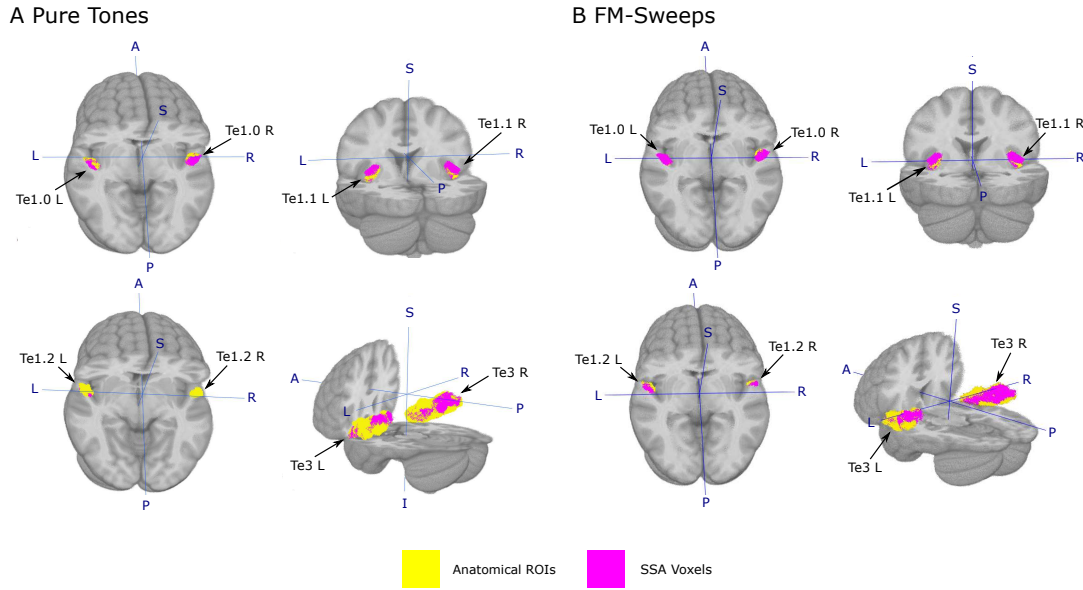 A Pure Tones
B FM-Sweeps
A
S
Te1.0 R
L
R
Te1.0 L
P
S
Te1.1 R
L
R
P
Te1.1 L
A
S
Te1.0 L
Te1.0 R
L
R
P
S
Te1.1 R
L
R
Te1.1 L
P
A
S
Te1.2 L
Te1.2 R
L
R
P
S
R
Te3 R
A
L
P
Te3 L
I
A
S
Te1.2 L
Te1.2 R
L
R
P
S
Te3 R
A
R
L
P
Te3 L
Anatomical ROIs
SSA Voxels